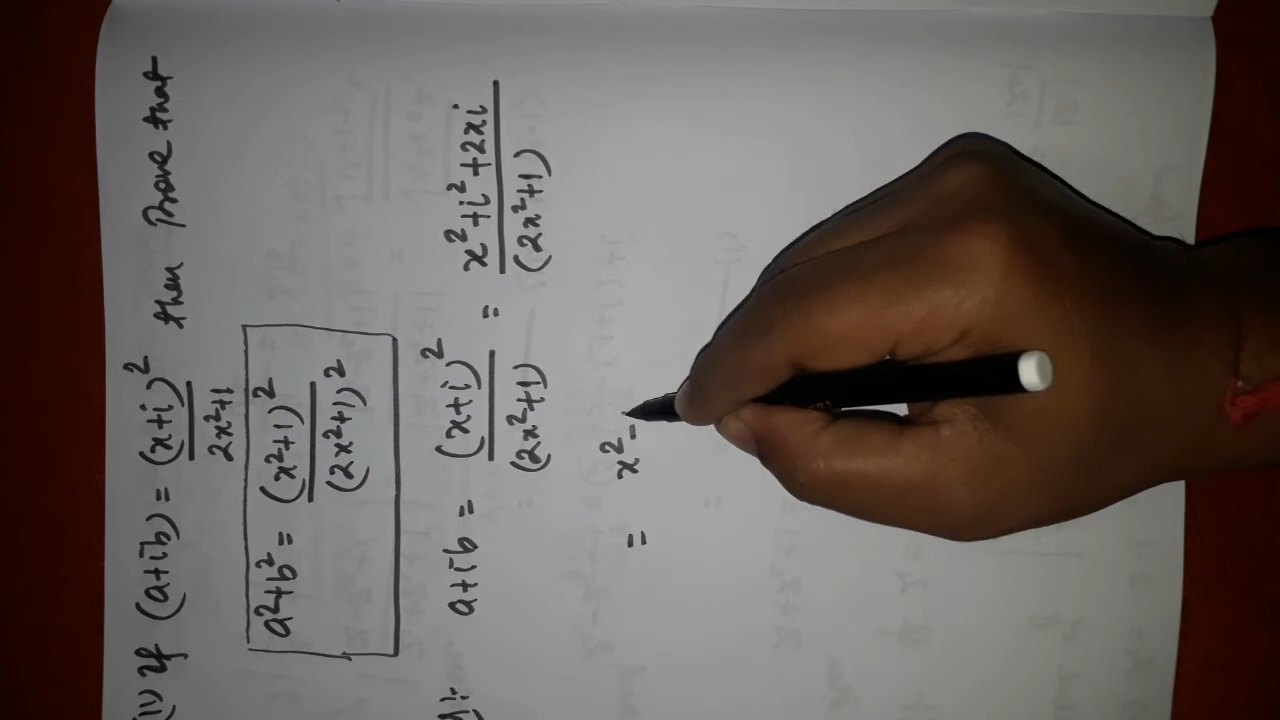 (iv) If (a+ib) = (x+i)² / 2x²+1 then Prove that
a²+b² = (x²+1)² / (2x²+1)²
a+ib = (x+i)² / (2x²+1) = x²+i²+2xi / (2x²+1)
= x²-